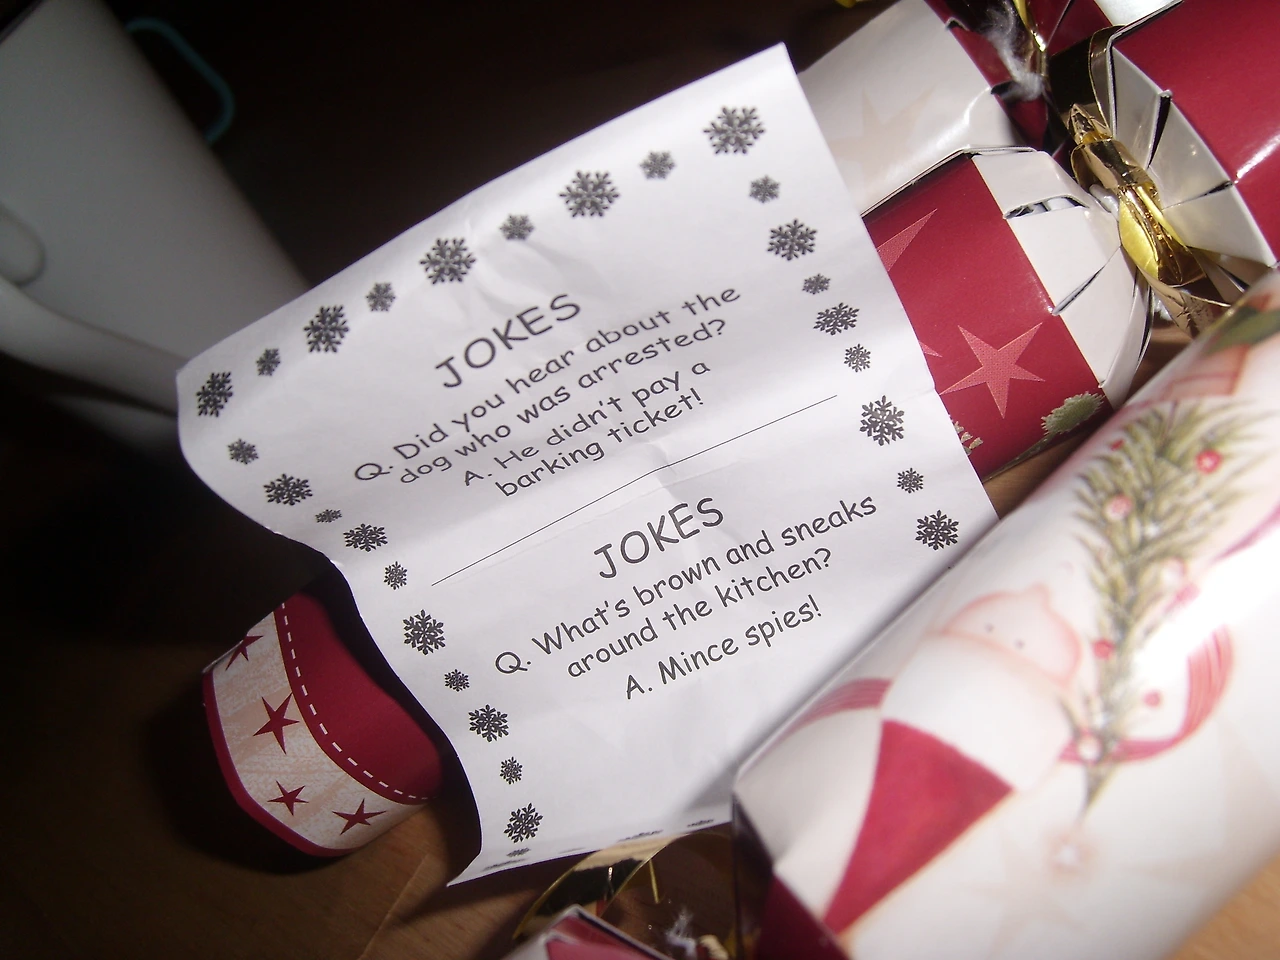 JOKES
Q. Did you hear about the
dog who was arrested?
A. He didn't pay a
barking ticket!
JOKES
Q. What's brown and sneaks
around the kitchen?
A. Mince spies!